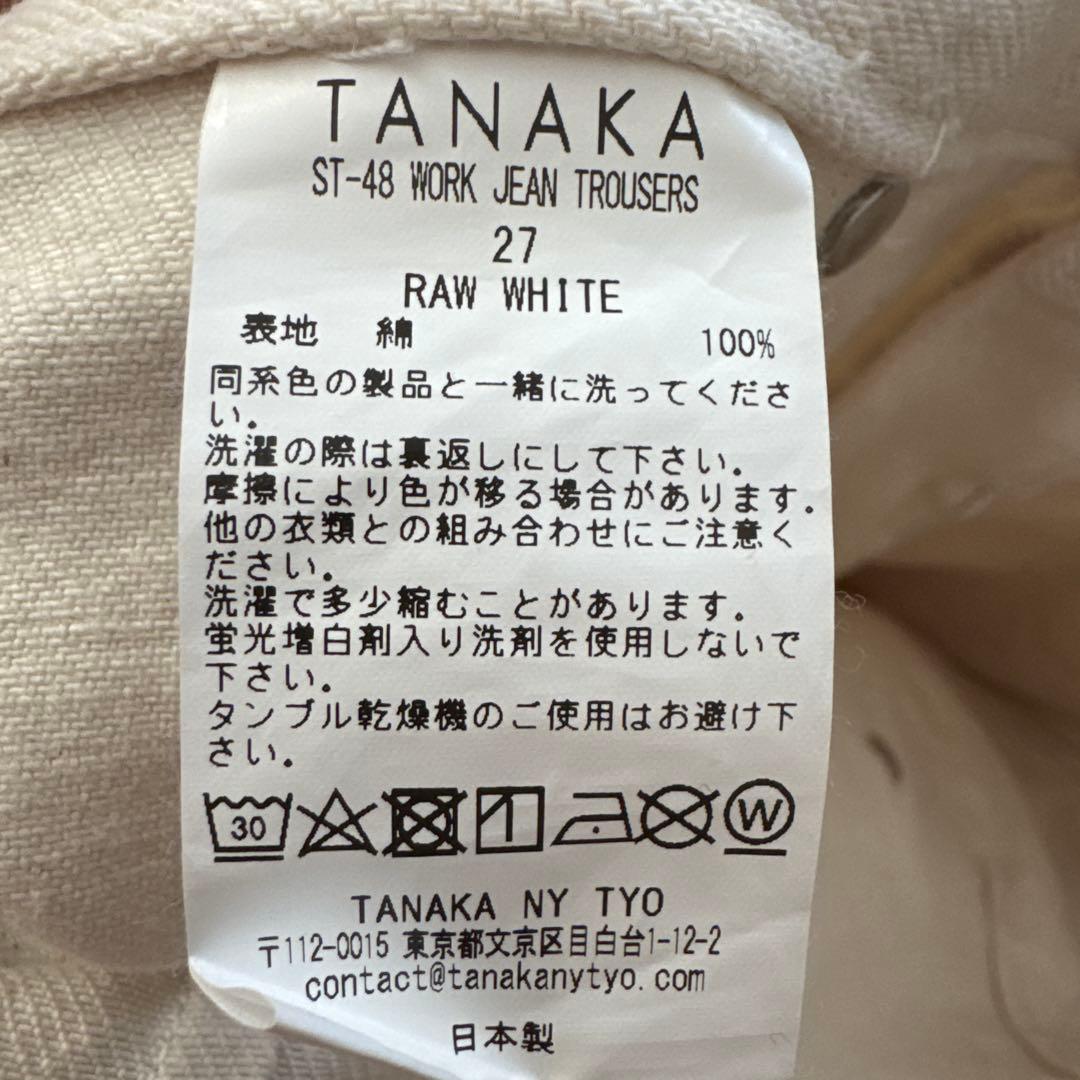 TANAKA
ST-48 WORK JEAN TROUSERS
27
RAW WHITE
表地 綿 100%
同系色の製品と一緒に洗ってくださ
い。
洗濯の際は裏返しにして下さい。
摩擦により色が移る場合があります。
他の衣類との組み合わせにご注意く
ださい。
洗濯で多少縮むことがあります。
蛍光増白剤入り洗剤を使用しないで
下さい。
タンブル乾燥機のご使用はお避け下
さい。
30 W
TANAKA NY TYO
〒112-0015 東京都文京区目白台1-12-2
contact@tanakanytyo.com
日本製